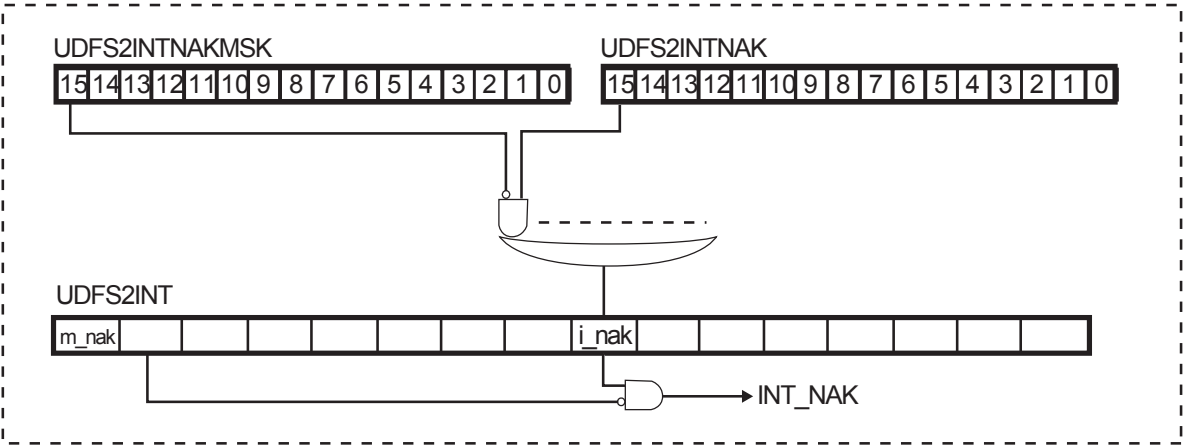 UDFS2INTNAKMSK UDFS2INTNAK
15 14 13 12 11 10 9 8 7 6 5 4 3 2 1 0 15 14 13 12 11 10 9 8 7 6 5 4 3 2 1 0
UDFS2INT
m_nak i_nak
INT_NAK